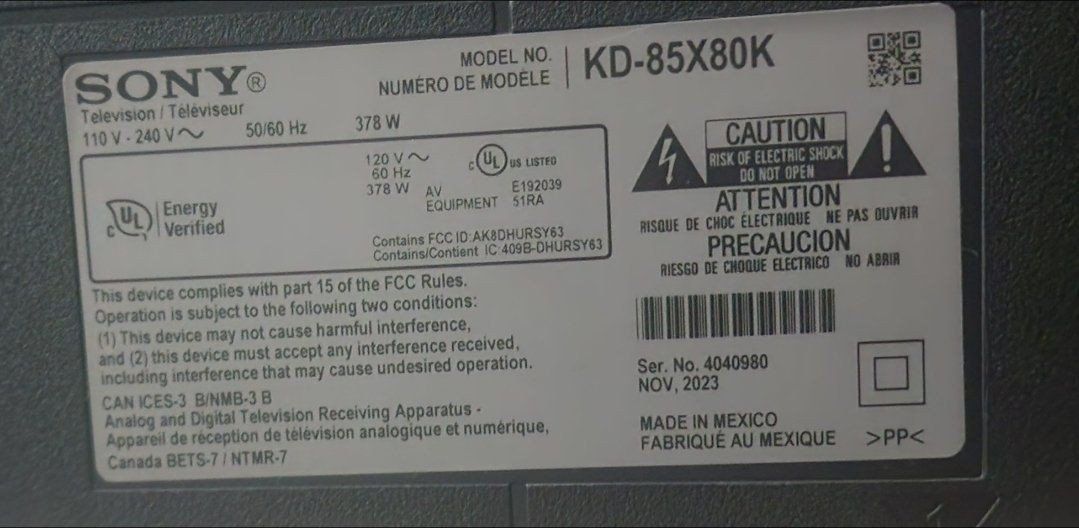 SONY®
Television / Téléviseur
110 V - 240 V～ 50/60 Hz 378 W
MODEL NO.
NUMÉRO DE MODÈLE
KD-85X80K
UL
c
Energy
Verified
120 V～
60 Hz
378 W
c UL US LISTED
AV E192039
EQUIPMENT 51RA
Contains FCC ID:AK8DHURSY63
Contains/Contient IC:409B-DHURSY63
CAUTION
RISK OF ELECTRIC SHOCK
DO NOT OPEN
!
ATTENTION
RISQUE DE CHOC ÉLECTRIQUE NE PAS OUVRIR
PRECAUCION
RIESGO DE CHOQUE ELECTRICO NO ABRIR
This device complies with part 15 of the FCC Rules.
Operation is subject to the following two conditions:
(1) This device may not cause harmful interference,
and (2) this device must accept any interference received,
including interference that may cause undesired operation.
CAN ICES-3 B/NMB-3 B
Analog and Digital Television Receiving Apparatus -
Appareil de réception de télévision analogique et numérique,
Canada BETS-7 / NTMR-7
Ser. No. 4040980
NOV, 2023
MADE IN MEXICO
FABRIQUÉ AU MEXIQUE
>PP<